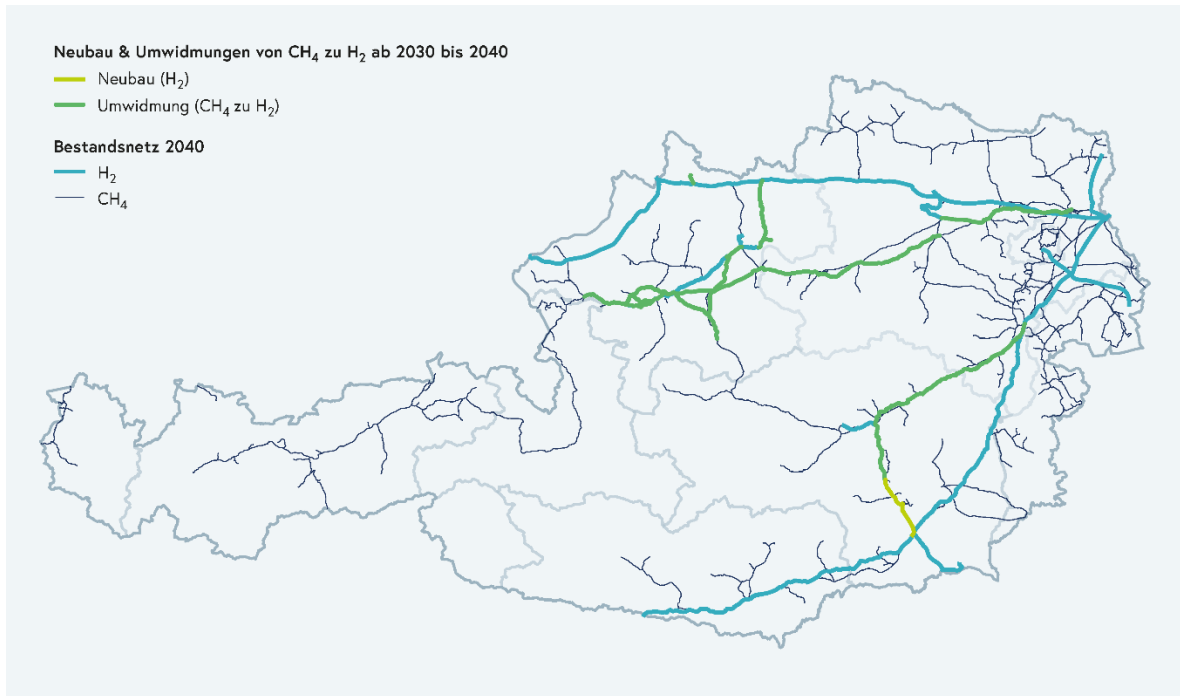 Neubau & Umwidmungen von CH₄ zu H₂ ab 2030 bis 2040
Neubau (H₂)
Umwidmung (CH₄ zu H₂)
Bestandsnetz 2040
H₂
CH₄